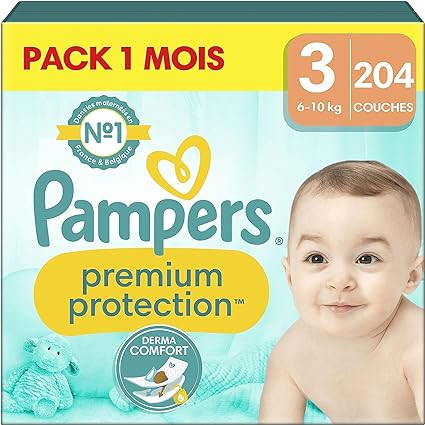 PACK 1 MOIS
3
6-10 kg
204
COUCHES
Dans les maternités en
N°1
France & Belgique
Pampers®
premium
protection™
DERMA
COMFORT